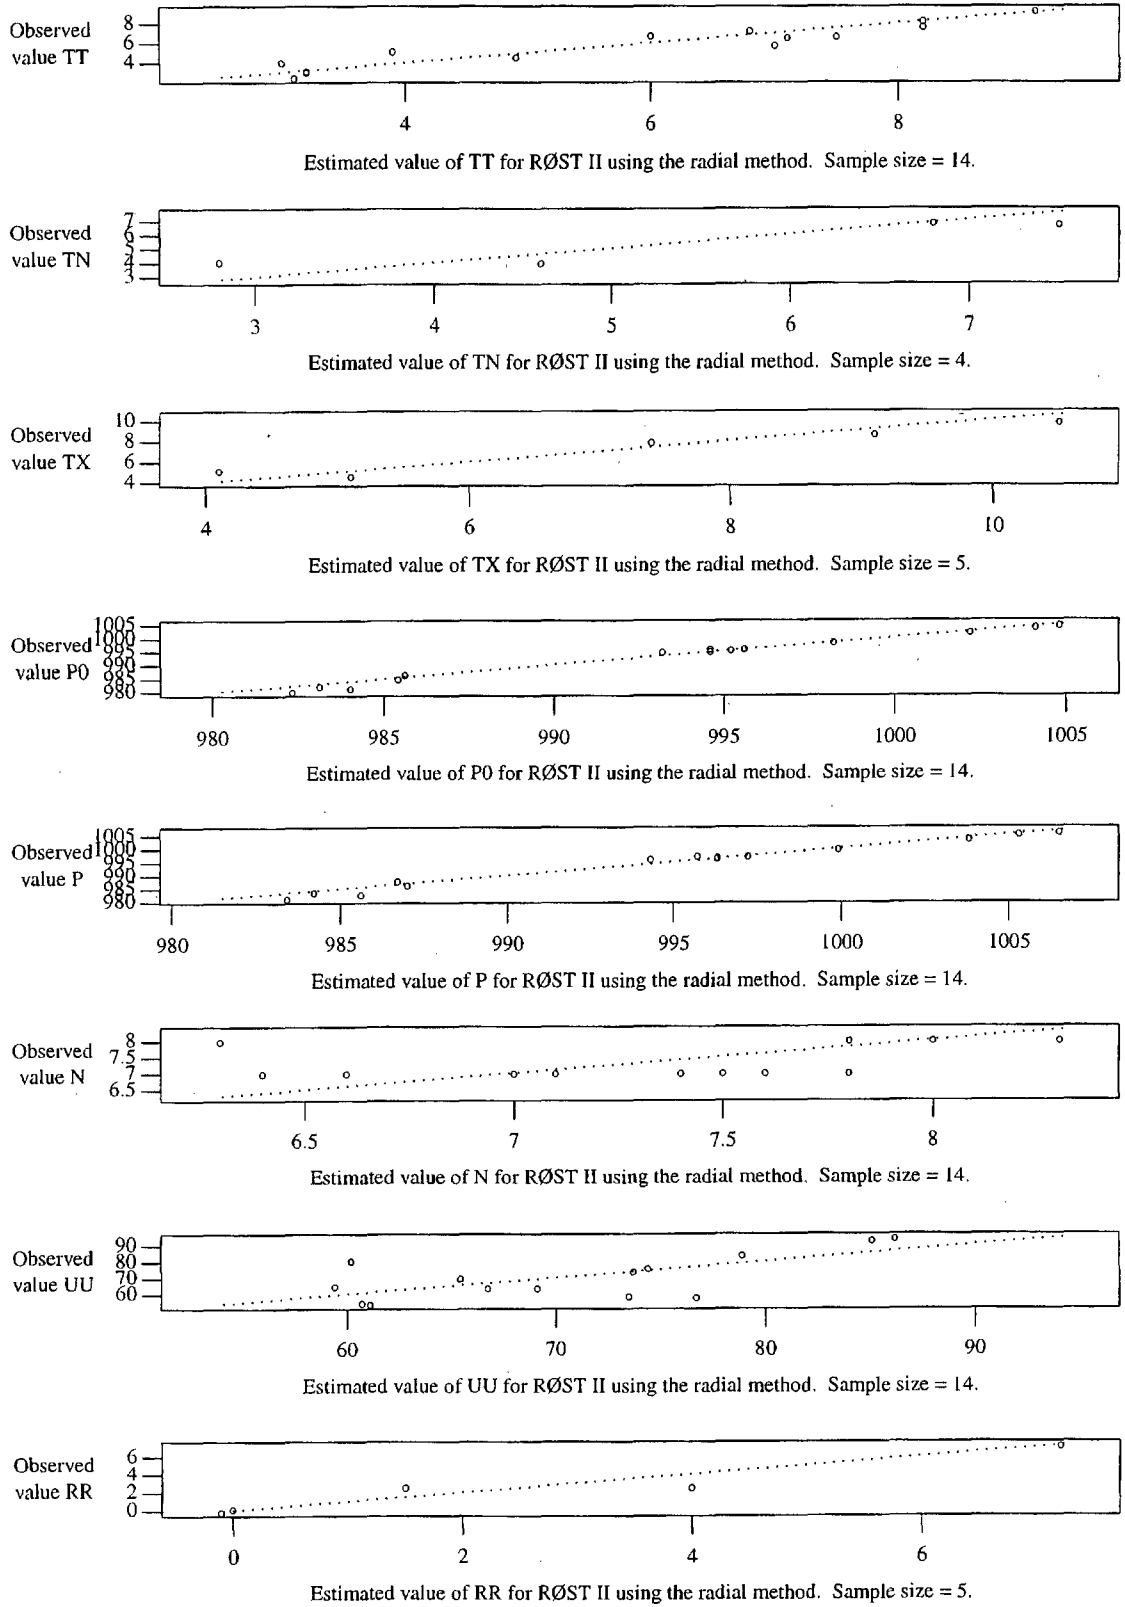 Observed
value TT
8
6
4
4 6 8
Estimated value of TT for RØST II using the radial method. Sample size = 14.
Observed
value TN
7
6
5
4
3
3 4 5 6 7
Estimated value of TN for RØST II using the radial method. Sample size = 4.
Observed
value TX
10
8
6
4
4 6 8 10
Estimated value of TX for RØST II using the radial method. Sample size = 5.
Observed
value P0
1005
1000
995
990
985
980
980 985 990 995 1000 1005
Estimated value of P0 for RØST II using the radial method. Sample size = 14.
Observed
value P
1005
1000
995
990
985
980
980 985 990 995 1000 1005
Estimated value of P for RØST II using the radial method. Sample size = 14.
Observed
value N
8
7.5
7
6.5
6.5 7 7.5 8
Estimated value of N for RØST II using the radial method. Sample size = 14.
Observed
value UU
90
80
70
60
60 70 80 90
Estimated value of UU for RØST II using the radial method. Sample size = 14.
Observed
value RR
6
4
2
0
0 2 4 6
Estimated value of RR for RØST II using the radial method. Sample size = 5.